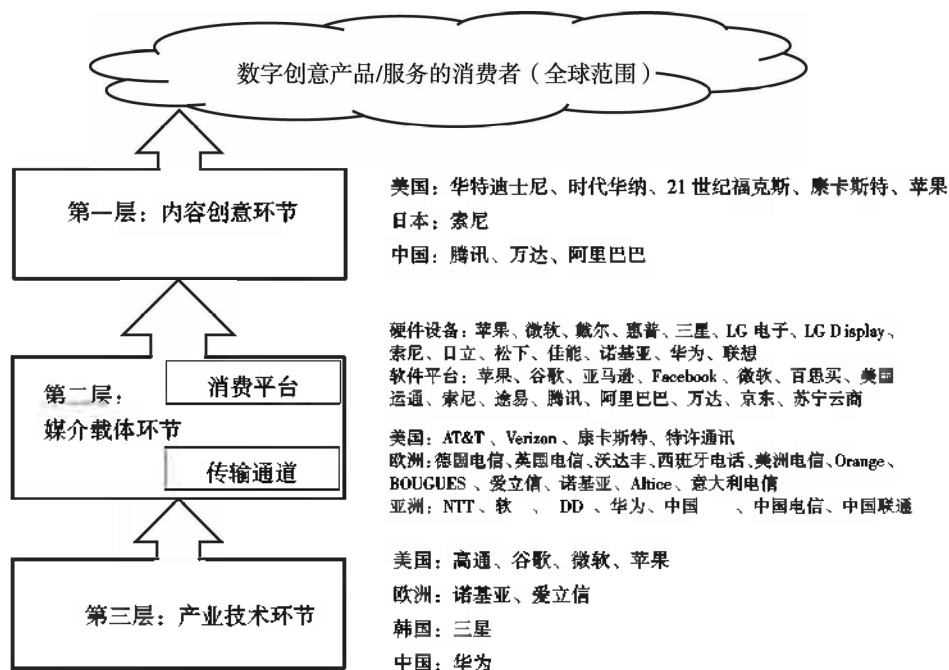 数字创意产品/服务的消费者（全球范围）
第一层：内容创意环节
美国：华特迪士尼、时代华纳、21世纪福克斯、康卡斯特、苹果
日本：索尼
中国：腾讯、万达、阿里巴巴
第二层：
媒介载体环节
消费平台
硬件设备：苹果、微软、戴尔、惠普、三星、LG 电子、LG Display、
索尼、日立、松下、佳能、诺基亚、华为、联想
软件平台：苹果、谷歌、亚马逊、Facebook、微软、百思买、美国
运通、索尼、途易、腾讯、阿里巴巴、万达、京东、苏宁云商
传输通道
美国：AT&T、Verizon、康卡斯特、特许通讯
欧洲：德国电信、英国电信、沃达丰、西班牙电话、美洲电信、Orange、
BOUGUES、爱立信、诺基亚、Altice、意大利电信
亚洲：NTT、软 、 DD 、华为、中国 、中国电信、中国联通
第三层：产业技术环节
美国：高通、谷歌、微软、苹果
欧洲：诺基亚、爱立信
韩国：三星
中国：华为